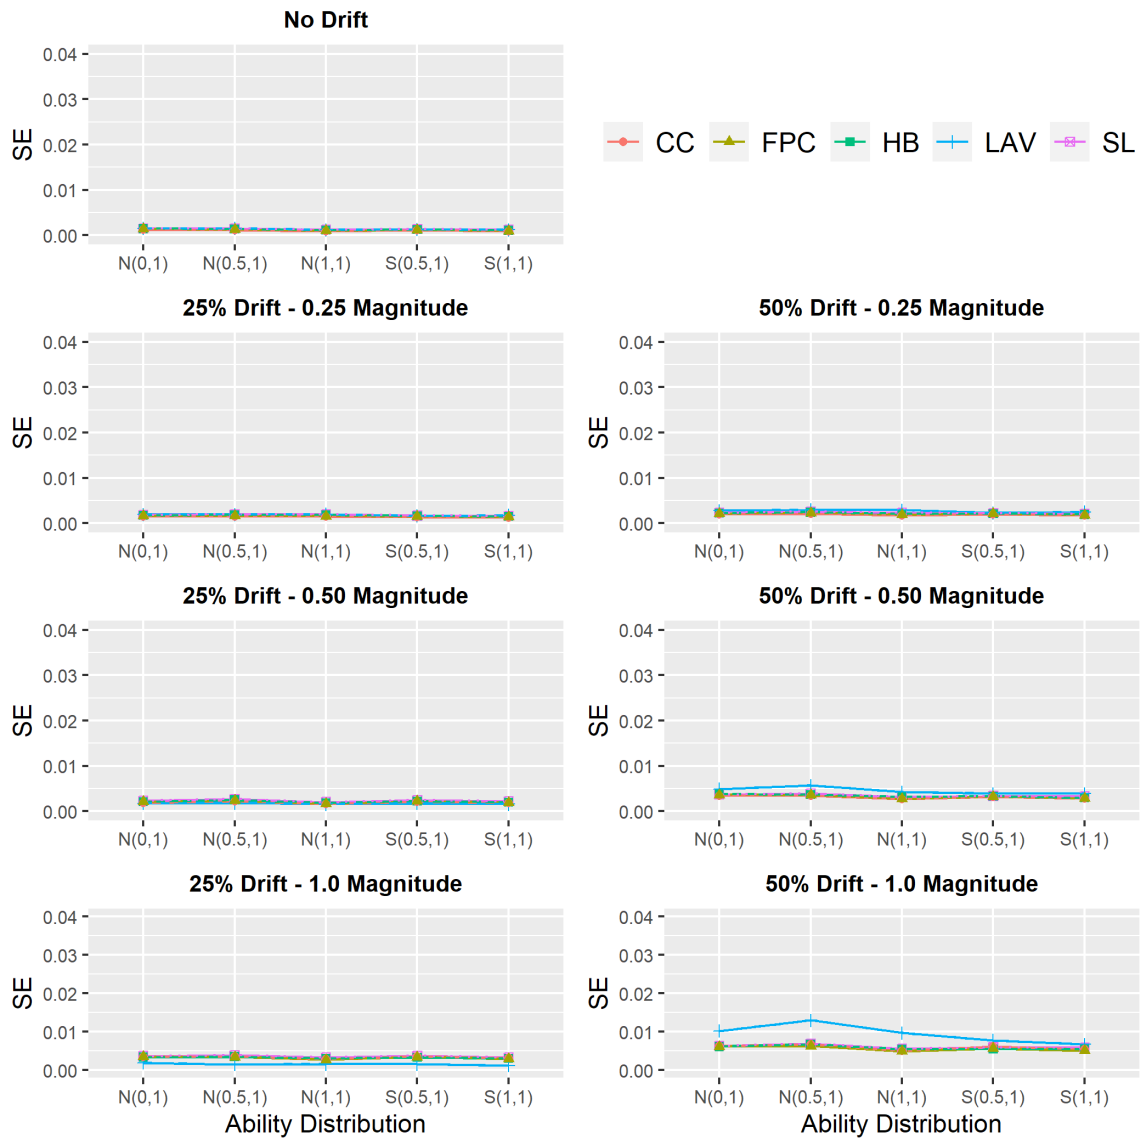 No Drift
0.04
0.03
0.02
0.01
0.00
SE
N(0,1) N(0.5,1) N(1,1) S(0.5,1) S(1,1)
CC FPC HB LAV SL
25% Drift - 0.25 Magnitude
0.04
0.03
0.02
0.01
0.00
SE
N(0,1) N(0.5,1) N(1,1) S(0.5,1) S(1,1)
50% Drift - 0.25 Magnitude
0.04
0.03
0.02
0.01
0.00
SE
N(0,1) N(0.5,1) N(1,1) S(0.5,1) S(1,1)
25% Drift - 0.50 Magnitude
0.04
0.03
0.02
0.01
0.00
SE
N(0,1) N(0.5,1) N(1,1) S(0.5,1) S(1,1)
50% Drift - 0.50 Magnitude
0.04
0.03
0.02
0.01
0.00
SE
N(0,1) N(0.5,1) N(1,1) S(0.5,1) S(1,1)
25% Drift - 1.0 Magnitude
0.04
0.03
0.02
0.01
0.00
SE
N(0,1) N(0.5,1) N(1,1) S(0.5,1) S(1,1)
Ability Distribution
50% Drift - 1.0 Magnitude
0.04
0.03
0.02
0.01
0.00
SE
N(0,1) N(0.5,1) N(1,1) S(0.5,1) S(1,1)
Ability Distribution